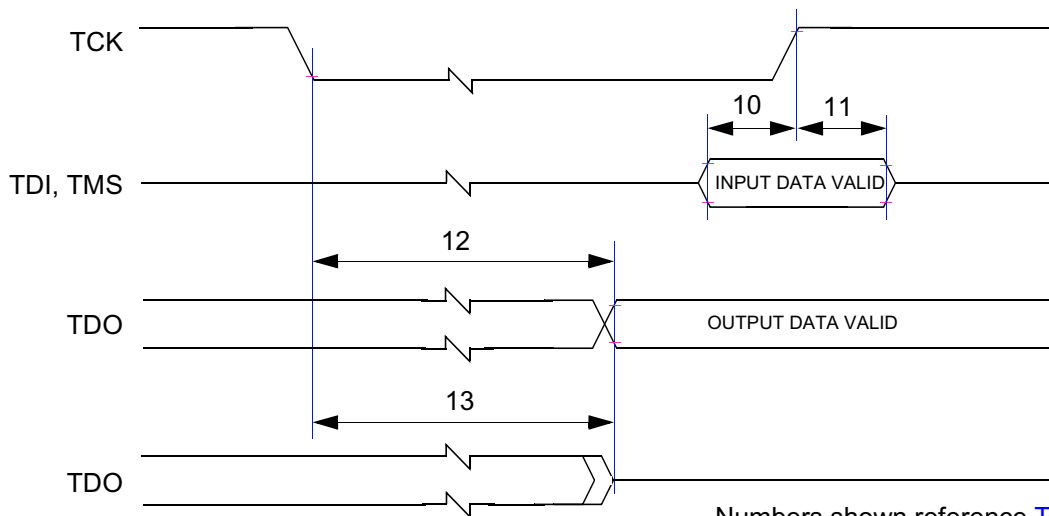 TCK
10
11
TDI, TMS
INPUT DATA VALID
12
TDO
OUTPUT DATA VALID
13
TDO
Numbers shown reference